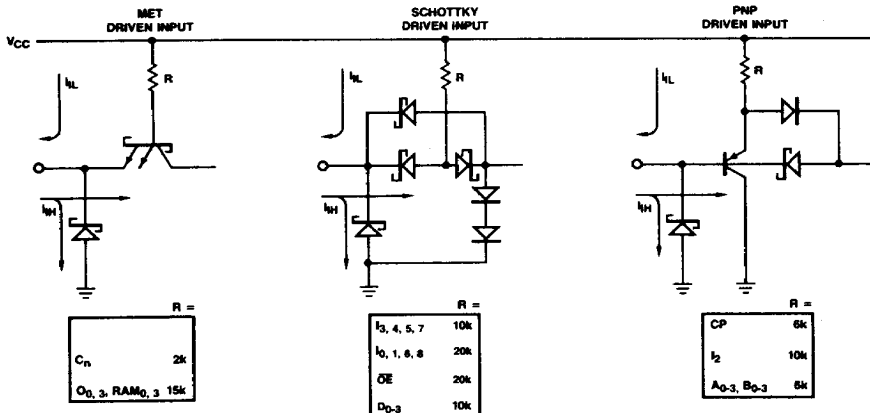 MET
DRIVEN INPUT
SCHOTTKY
DRIVEN INPUT
PNP
DRIVEN INPUT
VCC
R
R
R
IIL
IIL
IIL
IIH
IIH
IIH
R =
Cn 2k
O0, 3, RAM0, 3 15k
R =
I3, 4, 5, 7 10k
I0, 1, 6, 8 20k
OE 20k
D0-3 10k
R =
CP 6k
I2 10k
A0-3, B0-3 6k